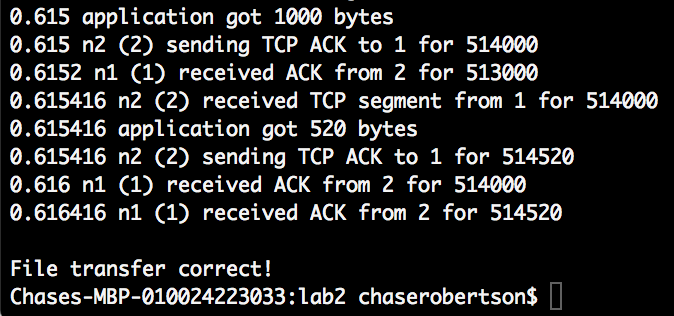 0.615 application got 1000 bytes
0.615 n2 (2) sending TCP ACK to 1 for 514000
0.6152 n1 (1) received ACK from 2 for 513000
0.615416 n2 (2) received TCP segment from 1 for 514000
0.615416 application got 520 bytes
0.615416 n2 (2) sending TCP ACK to 1 for 514520
0.616 n1 (1) received ACK from 2 for 514000
0.616416 n1 (1) received ACK from 2 for 514520
File transfer correct!
Chases-MBP-010024223033:lab2 chaserobertson$